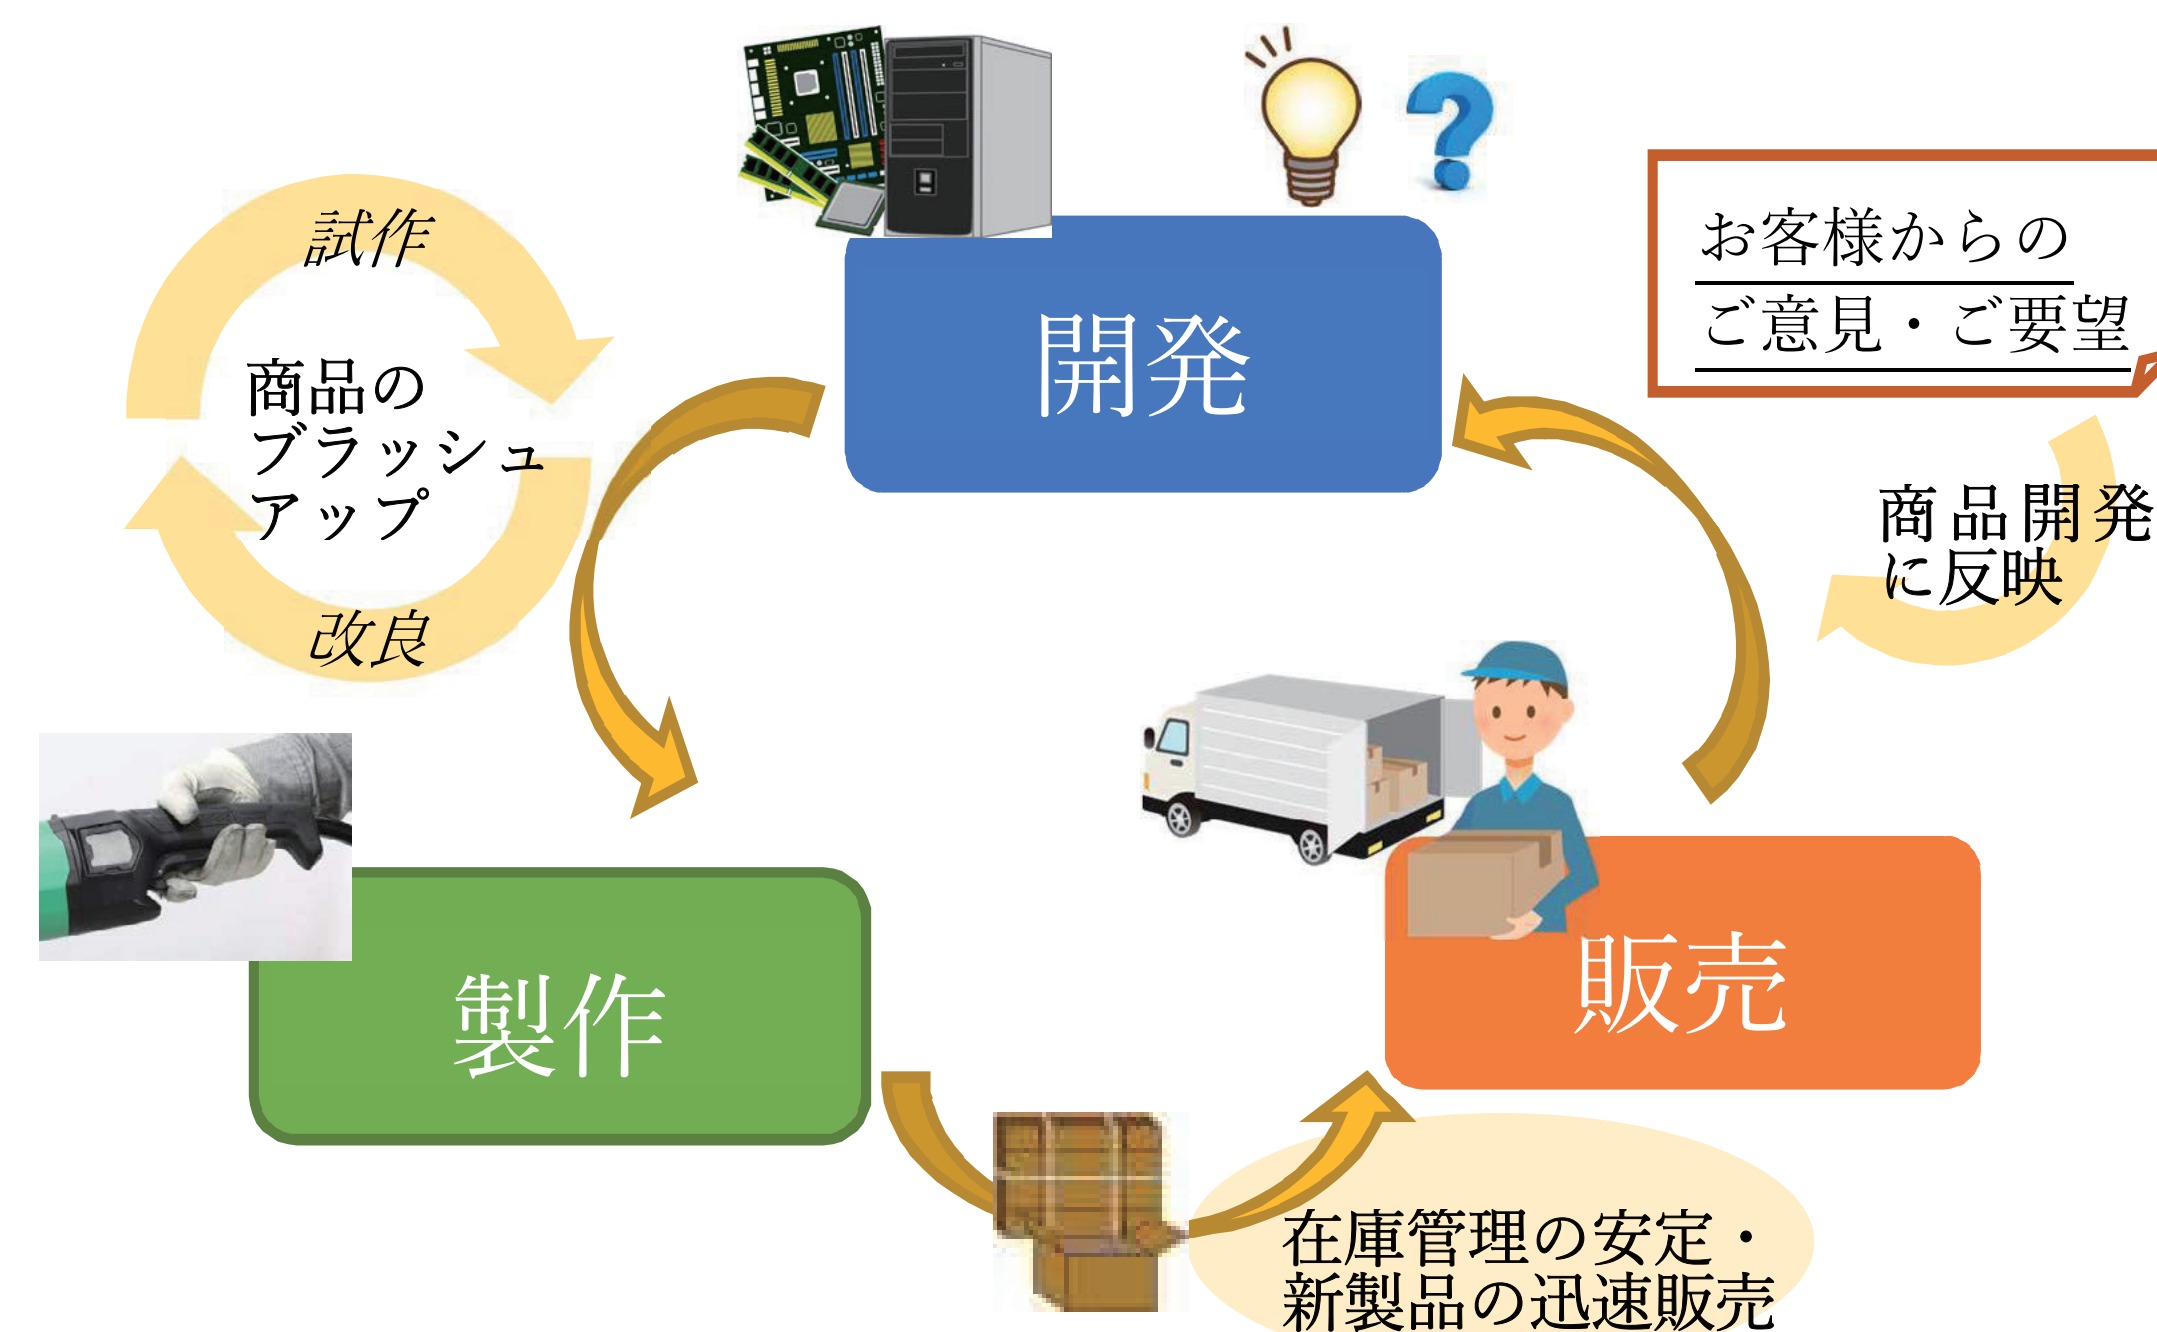 開発
お客様からの
ご意見・ご要望
試作
商品の
ブラッシュ
アップ
改良
商品開発
に反映
製作
販売
在庫管理の安定・
新製品の迅速販売